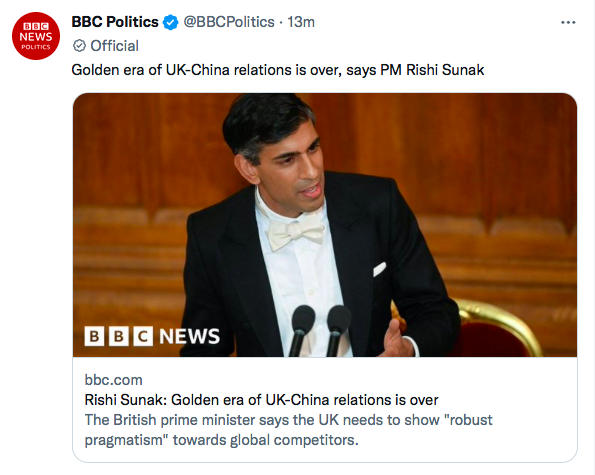 BBC
NEWS
POLITICS
BBC Politics @BBCPolitics · 13m
Official
Golden era of UK-China relations is over, says PM Rishi Sunak
BBC NEWS
bbc.com
Rishi Sunak: Golden era of UK-China relations is over
The British prime minister says the UK needs to show "robust
pragmatism" towards global competitors.